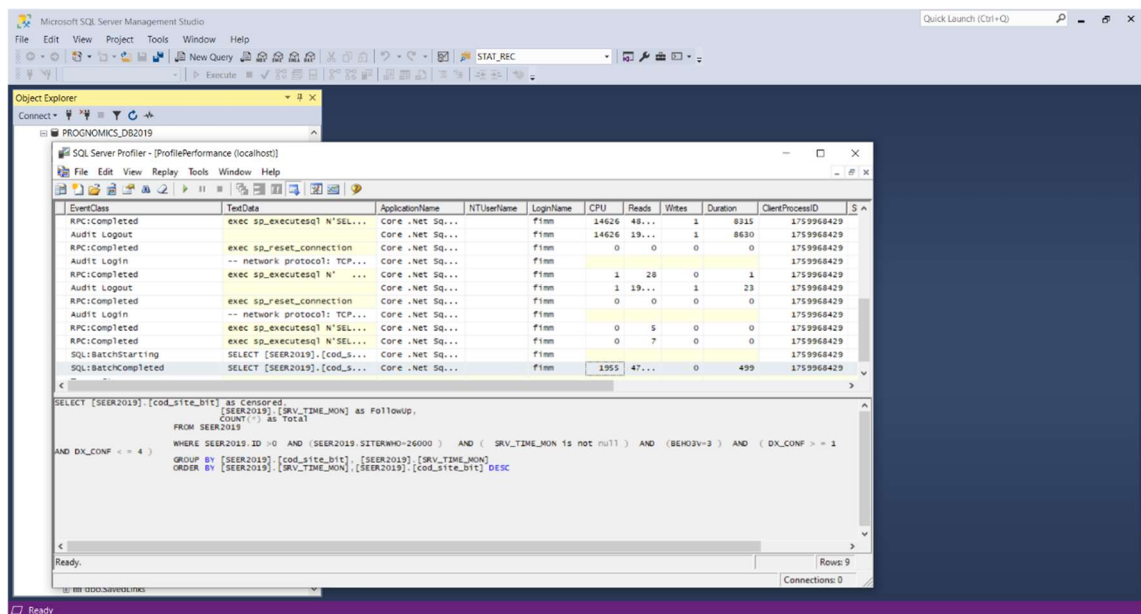 Microsoft SQL Server Management Studio
Quick Launch (Ctrl+Q)
File Edit View Project Tools Window Help
New Query STAT_REC
Execute
Object Explorer
Connect
PROGNOMICS_DB2019
SQL Server Profiler - [ProfilePerformance (localhost)]
File Edit View Replay Tools Window Help
EventClass TextData ApplicationName NTUserName LoginName CPU Reads Writes Duration ClientProcessID S
RPC:Completed exec sp_executesql N'SEL... Core .Net Sq... fimm 14626 48... 1 8315 1759968429
Audit Logout Core .Net Sq... fimm 14626 19... 1 8630 1759968429
RPC:Completed exec sp_reset_connection Core .Net Sq... fimm 0 0 0 0 1759968429
Audit Login -- network protocol: TCP... Core .Net Sq... fimm 1759968429
RPC:Completed exec sp_executesql N' ... Core .Net Sq... fimm 1 28 0 1 1759968429
Audit Logout Core .Net Sq... fimm 1 19... 1 23 1759968429
RPC:Completed exec sp_reset_connection Core .Net Sq... fimm 0 0 0 0 1759968429
Audit Login -- network protocol: TCP... Core .Net Sq... fimm 1759968429
RPC:Completed exec sp_executesql N'SEL... Core .Net Sq... fimm 0 5 0 0 1759968429
RPC:Completed exec sp_executesql N'SEL... Core .Net Sq... fimm 0 7 0 0 1759968429
SQL:BatchStarting SELECT [SEER2019].[cod_s... Core .Net Sq... fimm 1759968429
SQL:BatchCompleted SELECT [SEER2019].[cod_s... Core .Net Sq... fimm 1955 47... 0 499 1759968429
SELECT [SEER2019].[cod_site_bit] as Censored,
[SEER2019].[SRV_TIME_MON] as FollowUp,
COUNT(*) as Total
FROM SEER2019
WHERE SEER2019.ID >0 AND (SEER2019.SITERWHO=26000 ) AND ( SRV_TIME_MON is not null ) AND (BEHO3V=3 ) AND ( DX_CONF > = 1
AND DX_CONF < = 4 )
GROUP BY [SEER2019].[cod_site_bit], [SEER2019].[SRV_TIME_MON]
ORDER BY [SEER2019].[SRV_TIME_MON],[SEER2019].[cod_site_bit] DESC
Ready. Rows: 9
Connections: 0
dbo.SavedLinks
Ready